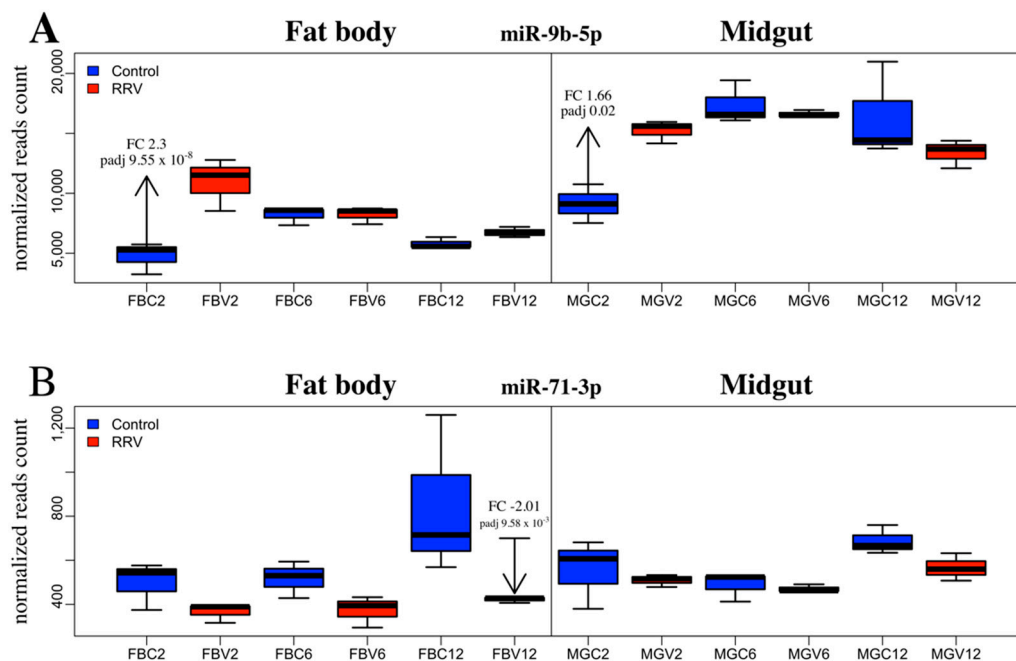 A Fat body miR-9b-5p Midgut
normalized reads count
20,000
10,000
5,000
Control
RRV
FC 2.3
padj 9.55 x 10-8
FC 1.66
padj 0.02
FBC2 FBV2 FBC6 FBV6 FBC12 FBV12 MGC2 MGV2 MGC6 MGV6 MGC12 MGV12
B Fat body miR-71-3p Midgut
normalized reads count
1,200
800
400
Control
RRV
FC -2.01
padj 9.58 x 10-3
FBC2 FBV2 FBC6 FBV6 FBC12 FBV12 MGC2 MGV2 MGC6 MGV6 MGC12 MGV12